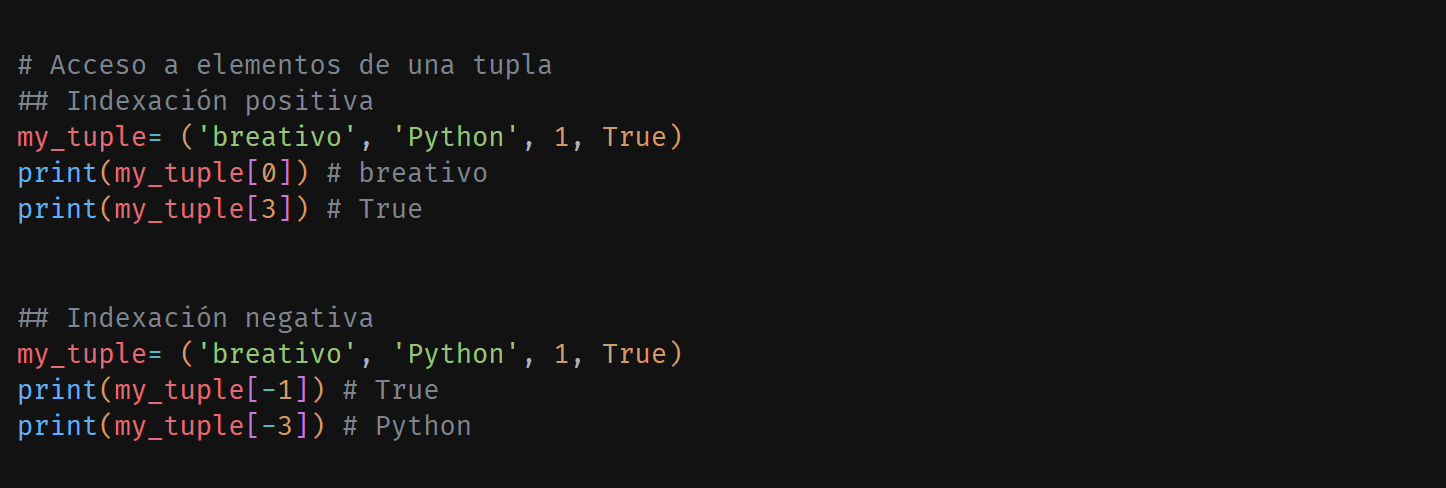 # Acceso a elementos de una tupla
## Indexación positiva
my_tuple= ('breativo', 'Python', 1, True)
print(my_tuple[0]) # breativo
print(my_tuple[3]) # True
## Indexación negativa
my_tuple= ('breativo', 'Python', 1, True)
print(my_tuple[-1]) # True
print(my_tuple[-3]) # Python